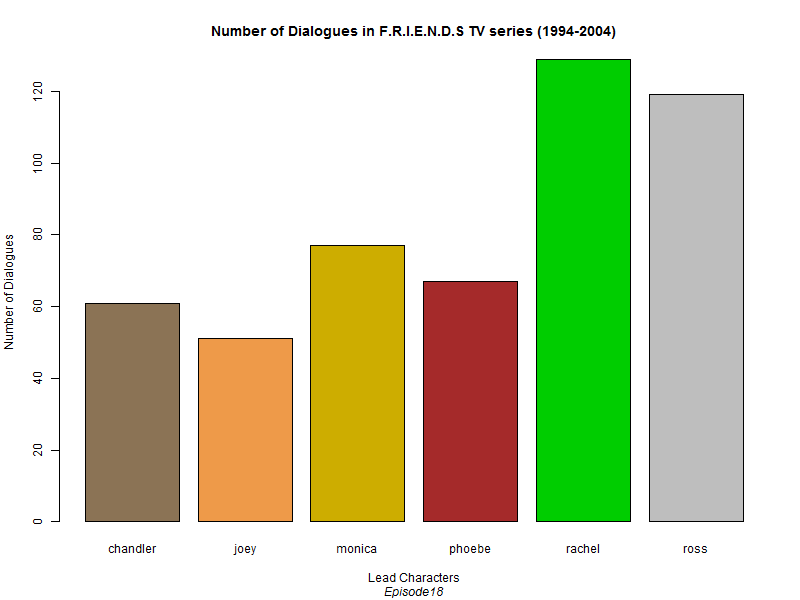 Number of Dialogues in F.R.I.E.N.D.S TV series (1994-2004)
Number of Dialogues
120
100
80
60
40
20
0
chandler joey monica phoebe rachel ross
Lead Characters
Episode18